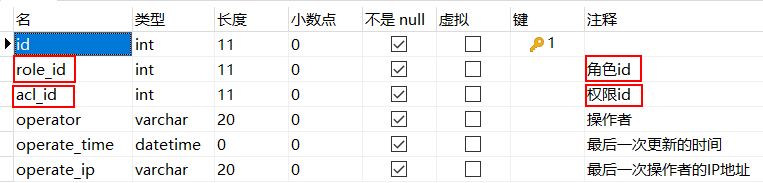 名 类型 长度 小数点 不是 null 虚拟 键 注释
id int 11 0 1
role_id int 11 0 角色id
acl_id int 11 0 权限id
operator varchar 20 0 操作者
operate_time datetime 0 0 最后一次更新的时间
operate_ip varchar 20 0 最后一次操作者的IP地址